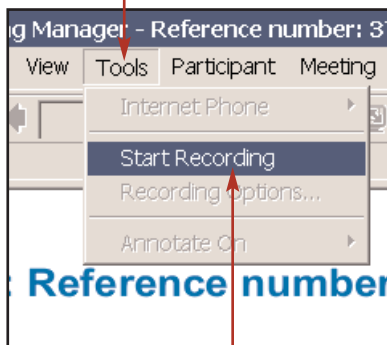 g Manager - Reference number: 3
View Tools Participant Meeting
Internet Phone
Start Recording
Recording Options...
Annotate On
: Reference number